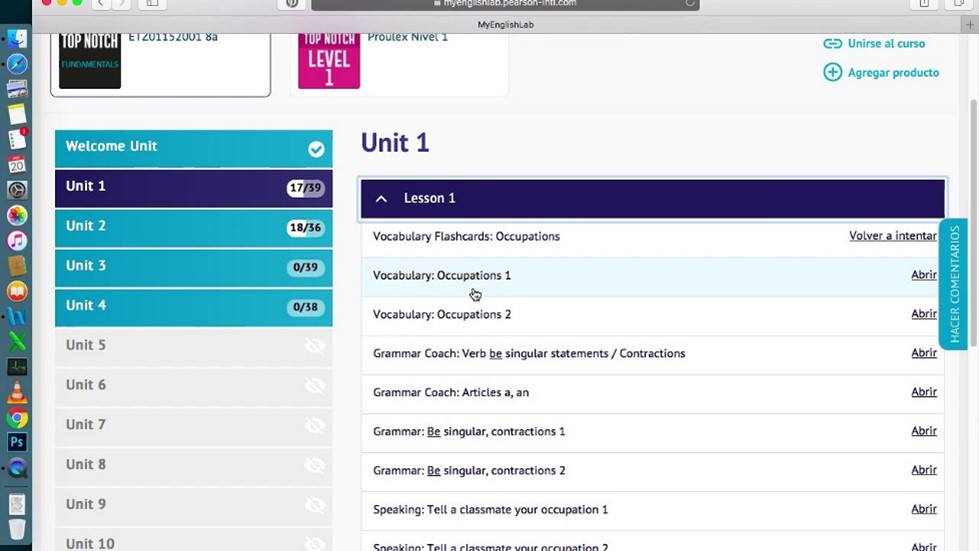 myenglishlab.pearson-intl.com
MyEnglishLab
TOP NOTCH
FUNDAMENTALS
ETZ01152001 8a
TOP NOTCH
LEVEL
1
Proulex Nivel 1
Unirse al curso
Agregar producto
Welcome Unit
Unit 1
17/39
Unit 2
18/36
Unit 3
0/39
Unit 4
0/38
Unit 5
Unit 6
Unit 7
Unit 8
Unit 9
Unit 10
Unit 1
Lesson 1
Vocabulary Flashcards: Occupations
Volver a intentar
Vocabulary: Occupations 1
Abrir
Vocabulary: Occupations 2
Abrir
Grammar Coach: Verb be singular statements / Contractions
Abrir
Grammar Coach: Articles a, an
Abrir
Grammar: Be singular, contractions 1
Abrir
Grammar: Be singular, contractions 2
Abrir
Speaking: Tell a classmate your occupation 1
Abrir
Speaking: Tell a classmate your occupation 2
Abrir
HACER COMENTARIOS
20
Ps